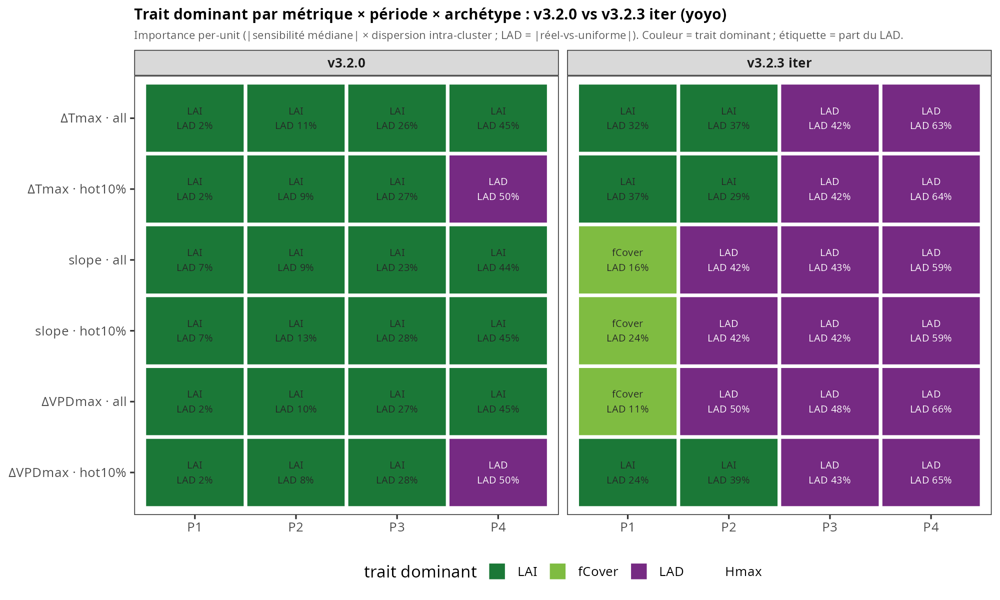 Trait dominant par métrique × période × archétype : v3.2.0 vs v3.2.3 iter (yoyo)
Importance per-unit (|sensibilité médiane| × dispersion intra-cluster ; LAD = |réel-vs-uniforme|). Couleur = trait dominant ; étiquette = part du LAD.
v3.2.0
v3.2.3 iter
ΔTmax · all
LAI
LAI
LAI
LAI
LAI
LAI
LAD
LAD
LAD 2%
LAD 11%
LAD 26%
LAD 45%
LAD 32%
LAD 37%
LAD 42%
LAD 63%
ΔTmax · hot10%
LAI
LAI
LAI
LAD
LAI
LAI
LAD
LAD
LAD 2%
LAD 9%
LAD 27%
LAD 50%
LAD 37%
LAD 29%
LAD 42%
LAD 64%
slope · all
LAI
LAI
LAI
LAI
fCover
LAD
LAD
LAD
LAD 7%
LAD 9%
LAD 23%
LAD 44%
LAD 16%
LAD 42%
LAD 43%
LAD 59%
slope · hot10%
LAI
LAI
LAI
LAI
fCover
LAD
LAD
LAD
LAD 7%
LAD 13%
LAD 28%
LAD 45%
LAD 24%
LAD 42%
LAD 42%
LAD 59%
ΔVPDmax · all
LAI
LAI
LAI
LAI
fCover
LAD
LAD
LAD
LAD 2%
LAD 10%
LAD 27%
LAD 45%
LAD 11%
LAD 50%
LAD 48%
LAD 66%
ΔVPDmax · hot10%
LAI
LAI
LAI
LAD
LAI
LAI
LAD
LAD
LAD 2%
LAD 8%
LAD 28%
LAD 50%
LAD 24%
LAD 39%
LAD 43%
LAD 65%
P1
P2
P3
P4
P1
P2
P3
P4
trait dominant
LAI
fCover
LAD
Hmax